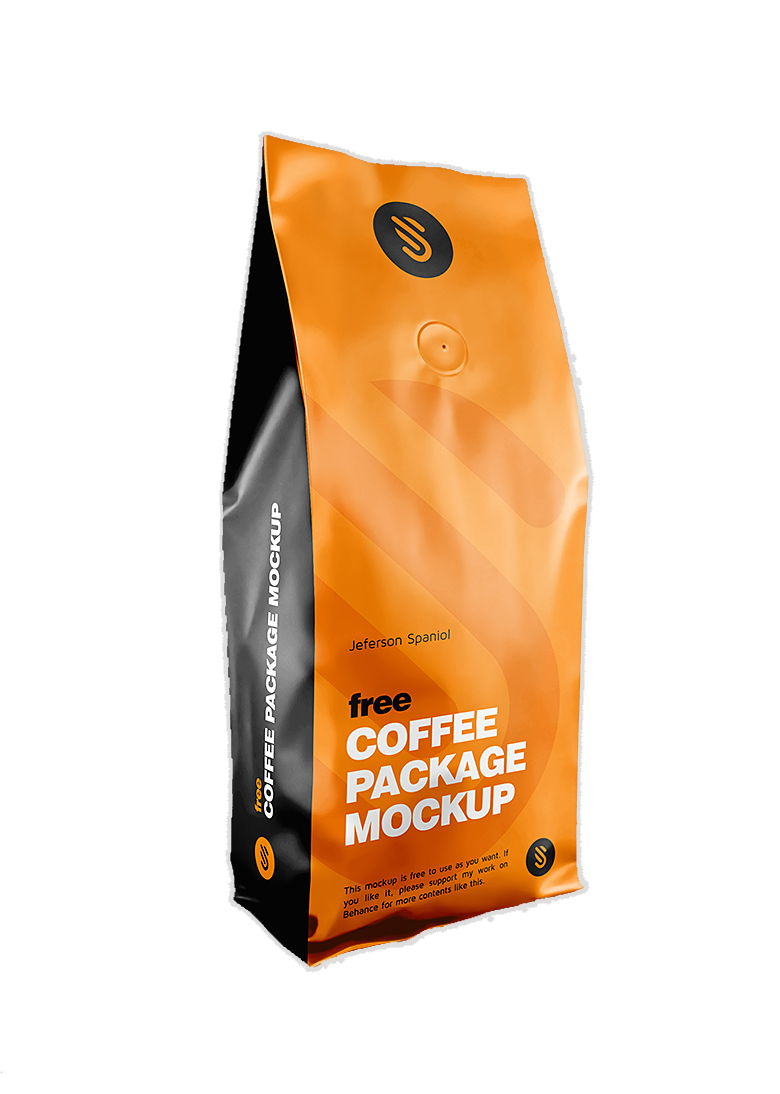 Jeferson Spaniol
free
COFFEE
PACKAGE
MOCKUP
This mockup is free to use as you want. If
you like it, please support my work on
Behance for more contents like this.
free
COFFEE PACKAGE MOCKUP